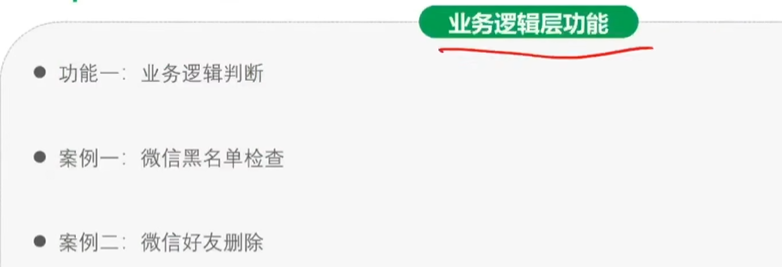 业务逻辑层功能
● 功能一：业务逻辑判断
● 案例一：微信黑名单检查
● 案例二：微信好友删除